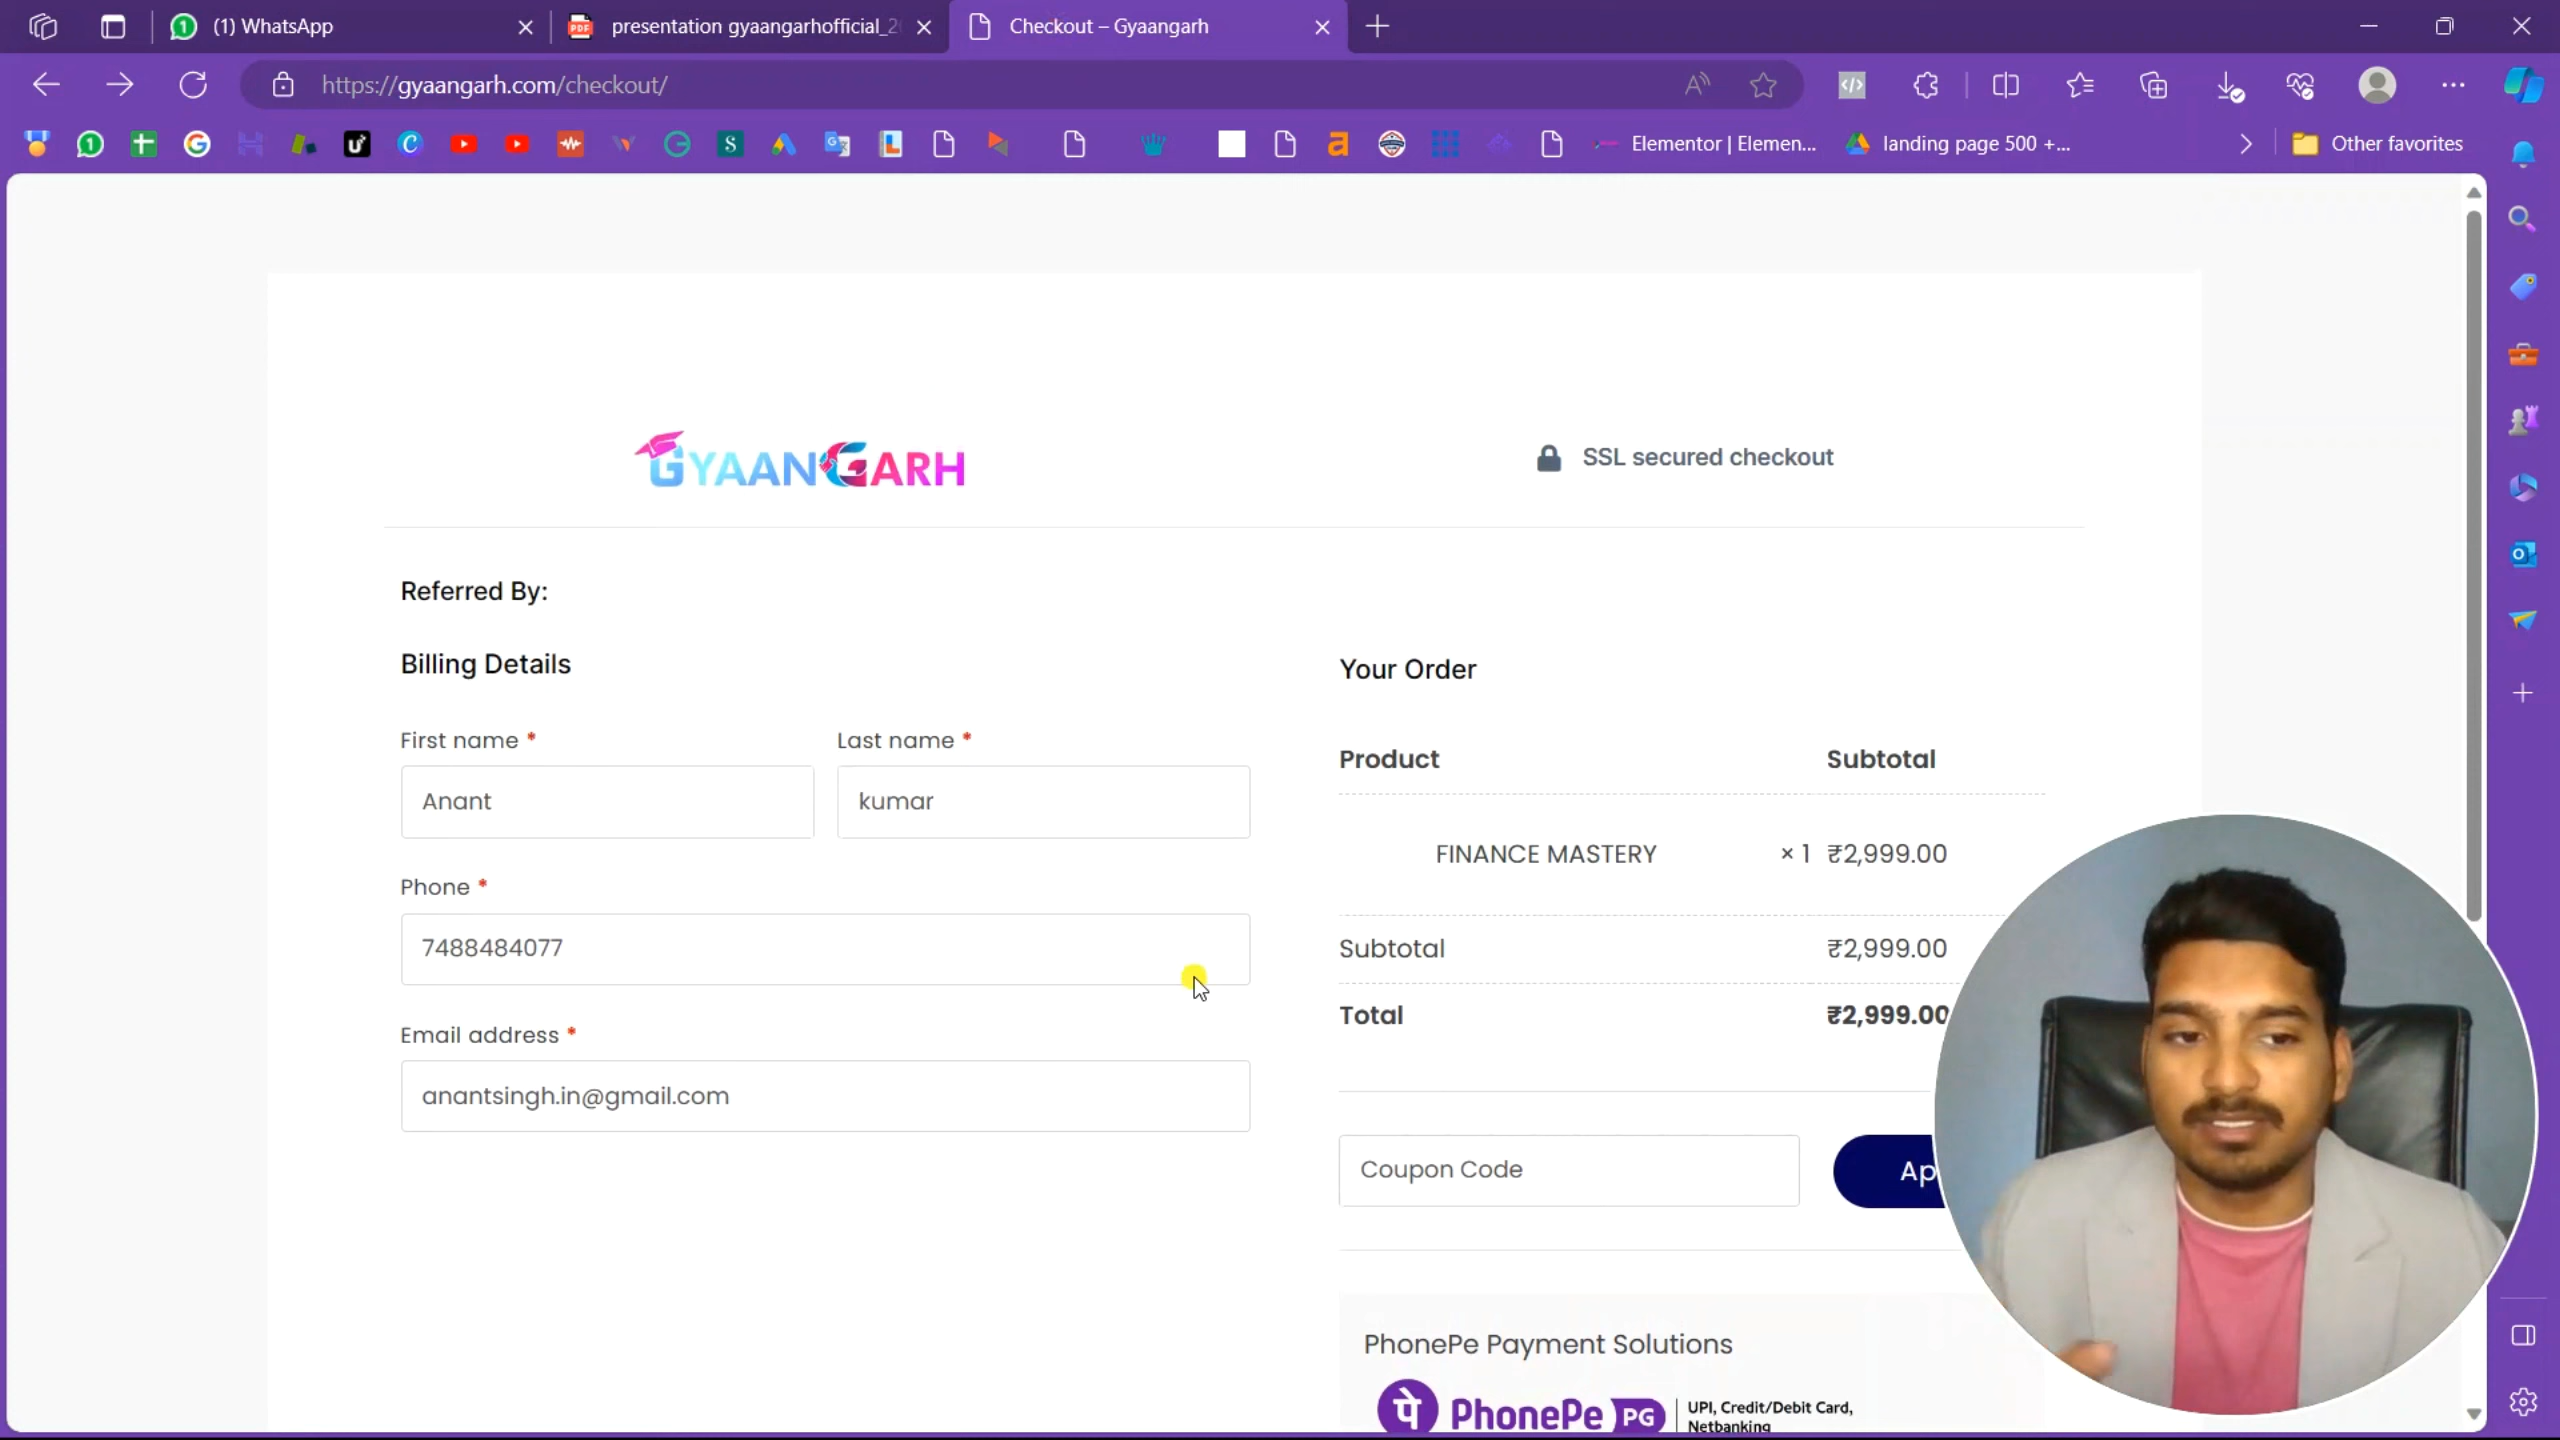 (1) WhatsApp
presentation gyaangarhofficial_2
Checkout – Gyaangarh
https://gyaangarh.com/checkout/
Elementor | Elemen...
landing page 500 +...
Other favorites
GYAANGARH
SSL secured checkout
Referred By:
Billing Details
Your Order
First name *
Last name *
Product
Subtotal
Anant
kumar
FINANCE MASTERY
× 1
₹2,999.00
Phone *
7488484077
Subtotal
₹2,999.00
Total
₹2,999.00
Email address *
anantsingh.in@gmail.com
Coupon Code
Ap
PhonePe Payment Solutions
पे PhonePe PG
UPI, Credit/Debit Card,
Netbanking